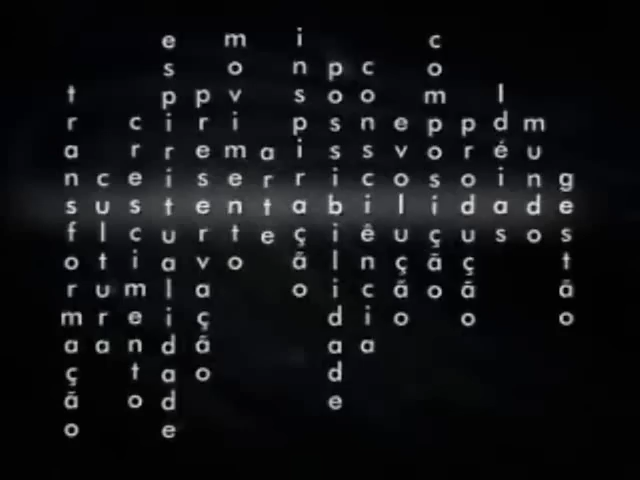 transformação
cultura
crescimento
espiritualidade
preservação
movimento
arte
inspiração
possibilidade
consciência
evolução
composição
produção
Idéias
mundo
gestão
sustentabilidade